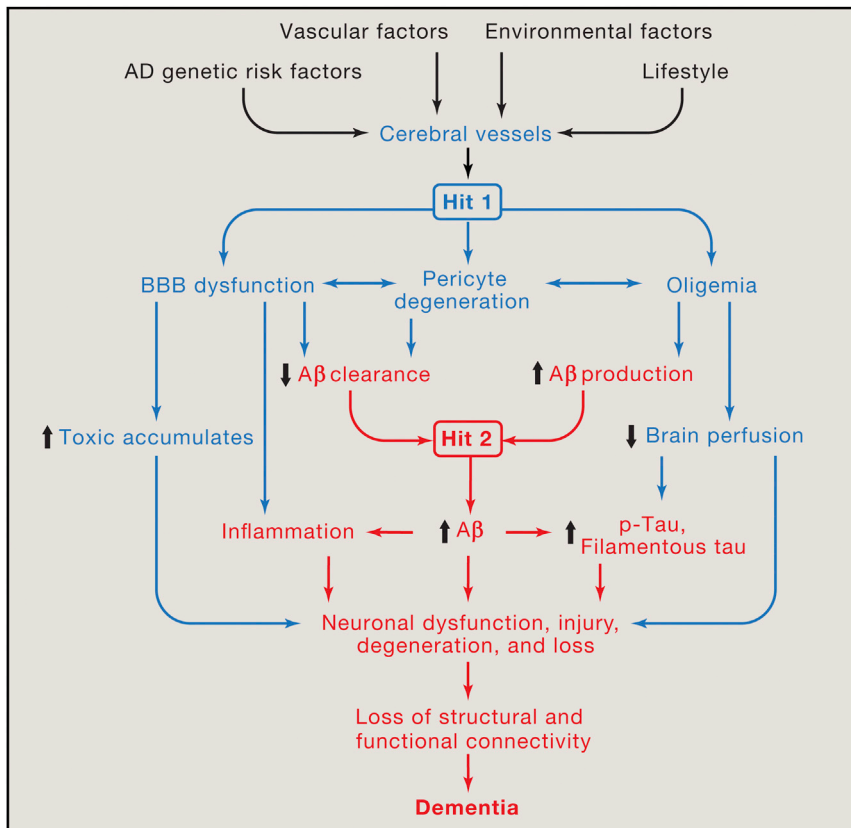 Vascular factors
Environmental factors
AD genetic risk factors
Lifestyle
Cerebral vessels
Hit 1
BBB dysfunction
Pericyte
degeneration
Oligemia
Aβ clearance
Aβ production
Toxic accumulates
Hit 2
Brain perfusion
Inflammation
Aβ
p-Tau,
Filamentous tau
Neuronal dysfunction, injury,
degeneration, and loss
Loss of structural and
functional connectivity
Dementia